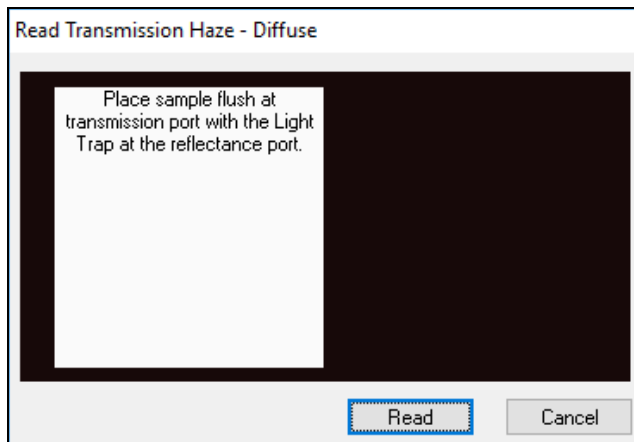 Read Transmission Haze - Diffuse
Place sample flush at
transmission port with the Light
Trap at the reflectance port.
Read
Cancel